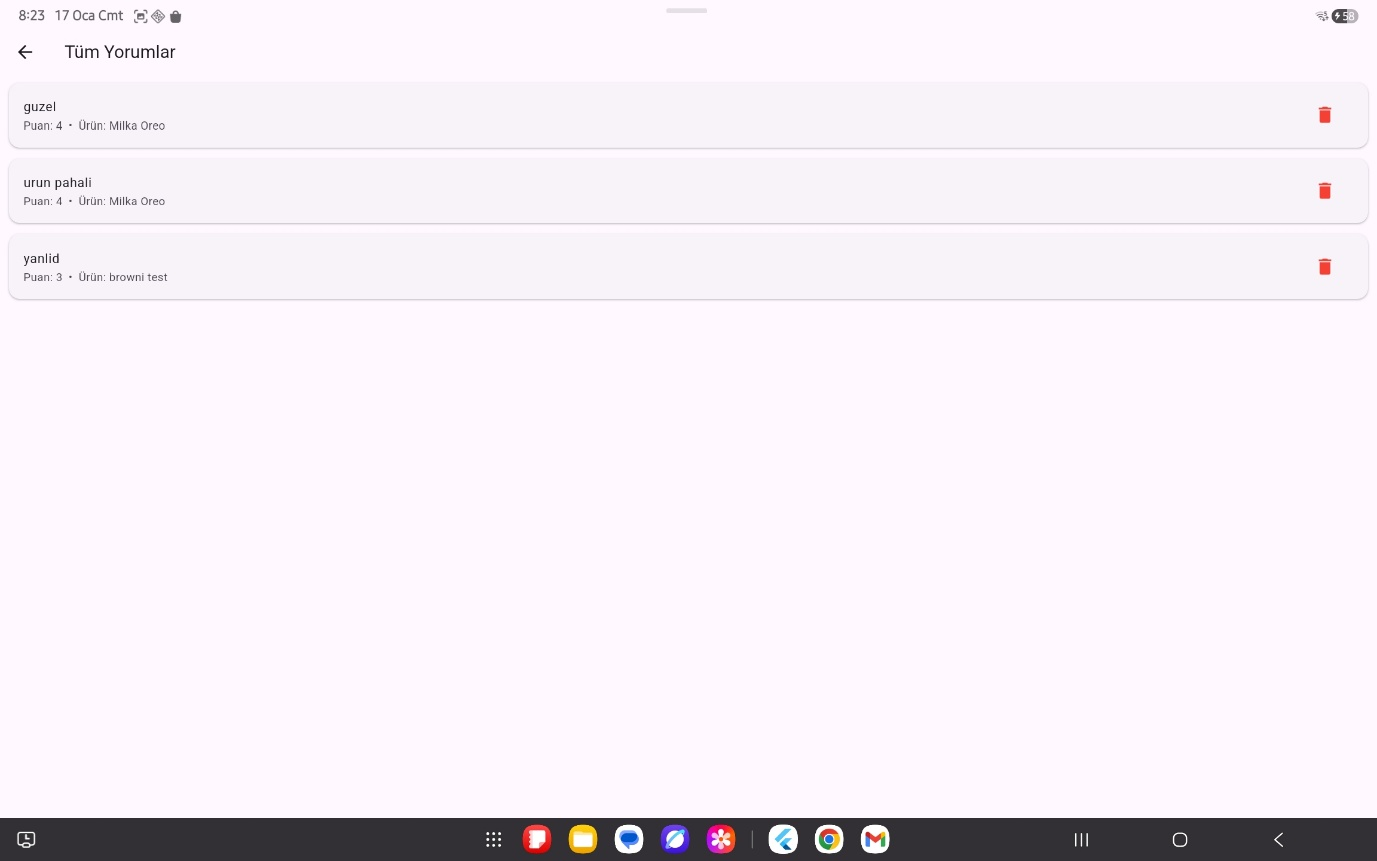 8:23 17 Oca Cmt
58
Tüm Yorumlar
guzel
Puan: 4 • Ürün: Milka Oreo
urun pahali
Puan: 4 • Ürün: Milka Oreo
yanlid
Puan: 3 • Ürün: browni test